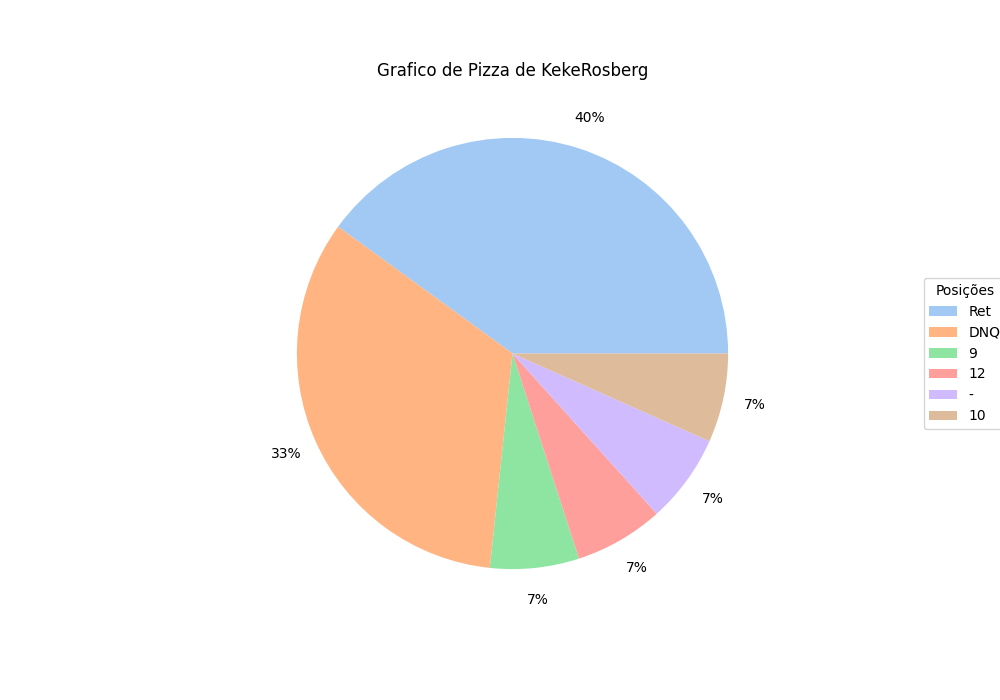 Grafico de Pizza de KekeRosberg
40%
33%
7%
7%
7%
7%
Posições
Ret
DNQ
9
12
-
10